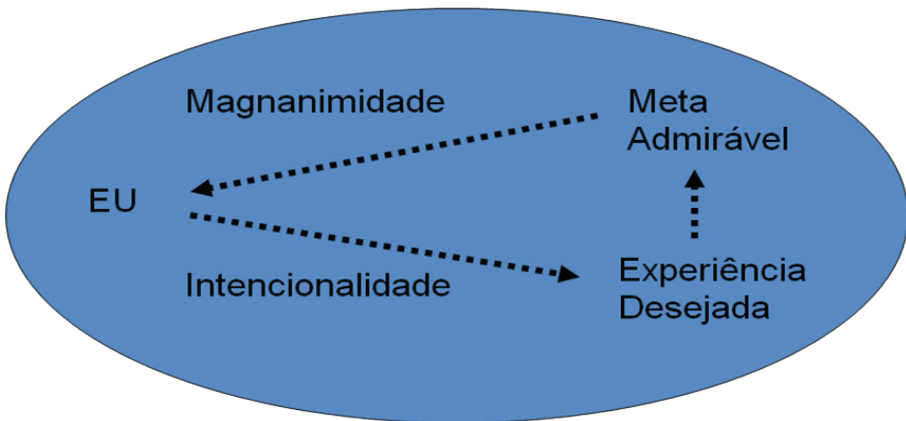 Magnanimidade
Meta
Admirável
EU
Intencionalidade
Experiência
Desejada